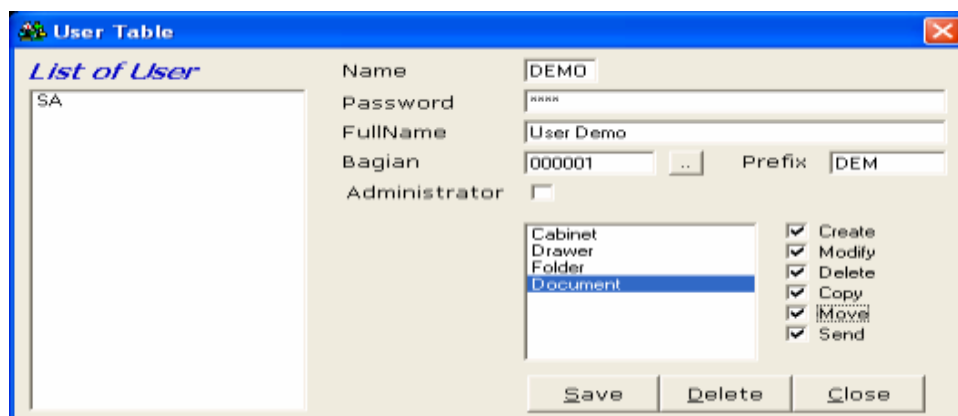 User Table
List of User
SA
Name DEMO
Password ****
FullName User Demo
Bagian 000001 .. Prefix DEM
Administrator
Cabinet
Drawer
Folder
Document
Create
Modify
Delete
Copy
Move
Send
Save Delete Close